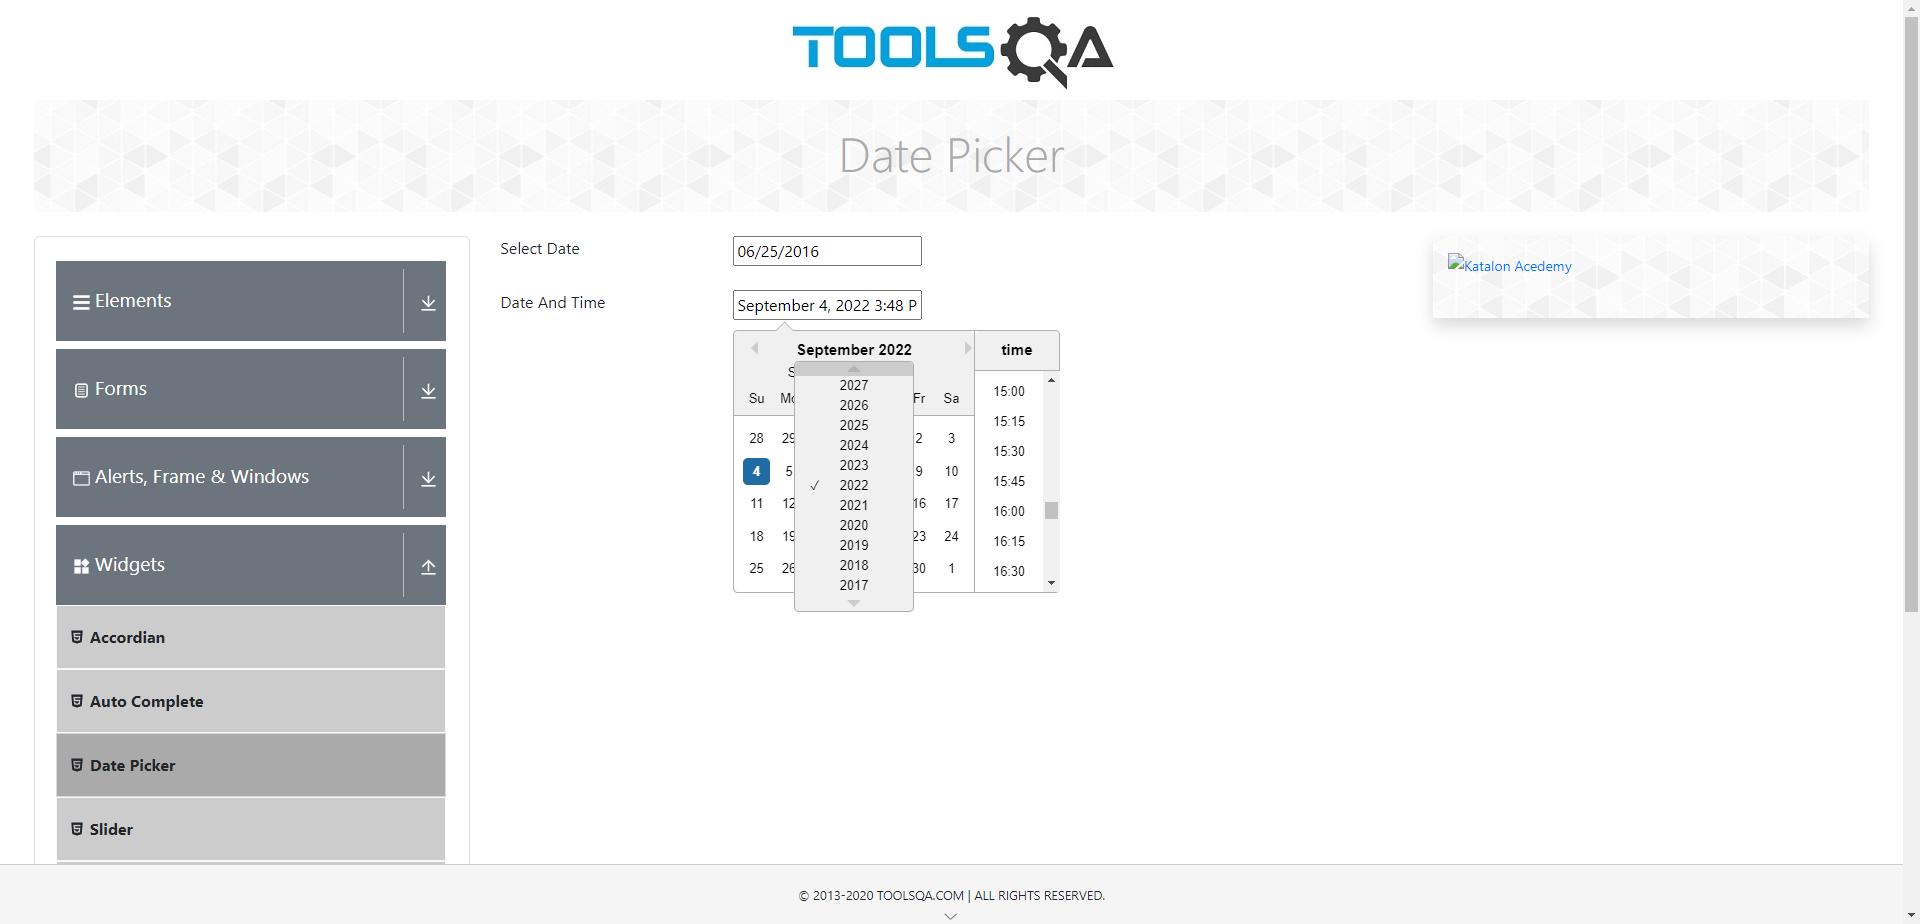 TOOLSQA
Date Picker
Elements
Forms
Alerts, Frame & Windows
Widgets
Accordian
Auto Complete
Date Picker
Slider
Select Date
06/25/2016
Date And Time
September 4, 2022 3:48 P
September 2022
S
Su Mo Fr Sa
28 29 2 3
4 5 9 10
11 12 16 17
18 19 23 24
25 26 30 1
2027
2026
2025
2024
2023
✓ 2022
2021
2020
2019
2018
2017
time
15:00
15:15
15:30
15:45
16:00
16:15
16:30
Katalon Acedemy
© 2013-2020 TOOLSQA.COM | ALL RIGHTS RESERVED.